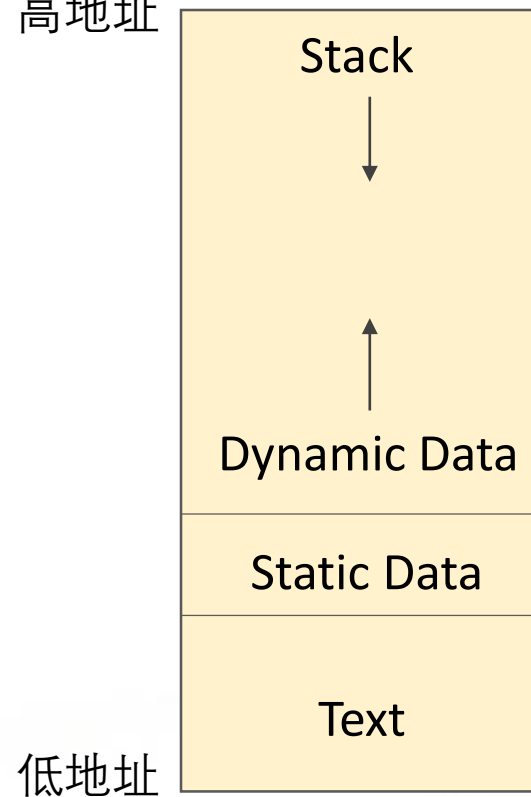 高地址
Stack
Dynamic Data
Static Data
Text
低地址